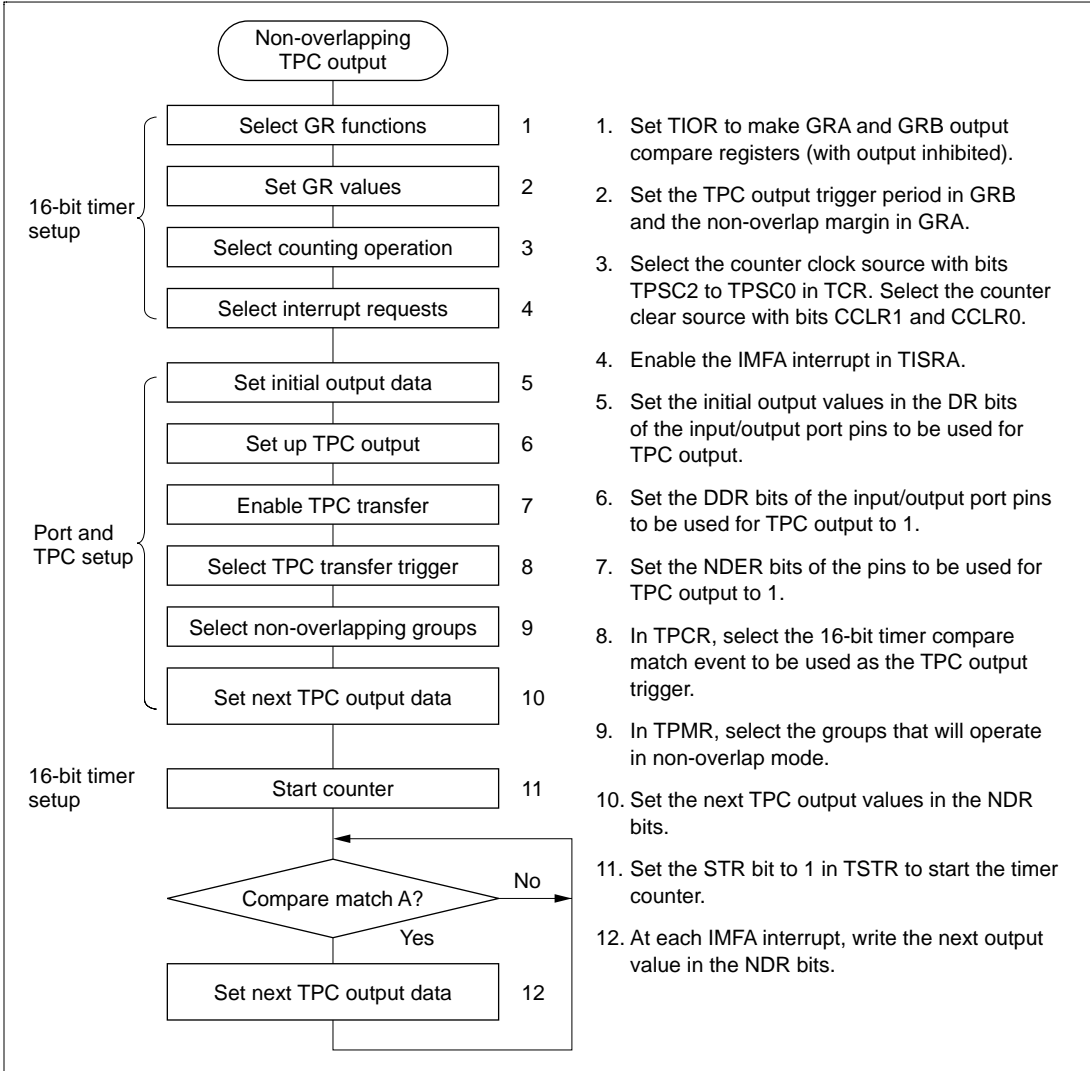 Non-overlapping
TPC output
16-bit timer
setup
Select GR functions 1
Set GR values 2
Select counting operation 3
Select interrupt requests 4
Port and
TPC setup
Set initial output data 5
Set up TPC output 6
Enable TPC transfer 7
Select TPC transfer trigger 8
Select non-overlapping groups 9
Set next TPC output data 10
16-bit timer
setup
Start counter 11
Compare match A?
No
Yes
Set next TPC output data 12
1. Set TIOR to make GRA and GRB output
compare registers (with output inhibited).
2. Set the TPC output trigger period in GRB
and the non-overlap margin in GRA.
3. Select the counter clock source with bits
TPSC2 to TPSC0 in TCR. Select the counter
clear source with bits CCLR1 and CCLR0.
4. Enable the IMFA interrupt in TISRA.
5. Set the initial output values in the DR bits
of the input/output port pins to be used for
TPC output.
6. Set the DDR bits of the input/output port pins
to be used for TPC output to 1.
7. Set the NDER bits of the pins to be used for
TPC output to 1.
8. In TPCR, select the 16-bit timer compare
match event to be used as the TPC output
trigger.
9. In TPMR, select the groups that will operate
in non-overlap mode.
10. Set the next TPC output values in the NDR
bits.
11. Set the STR bit to 1 in TSTR to start the timer
counter.
12. At each IMFA interrupt, write the next output
value in the NDR bits.